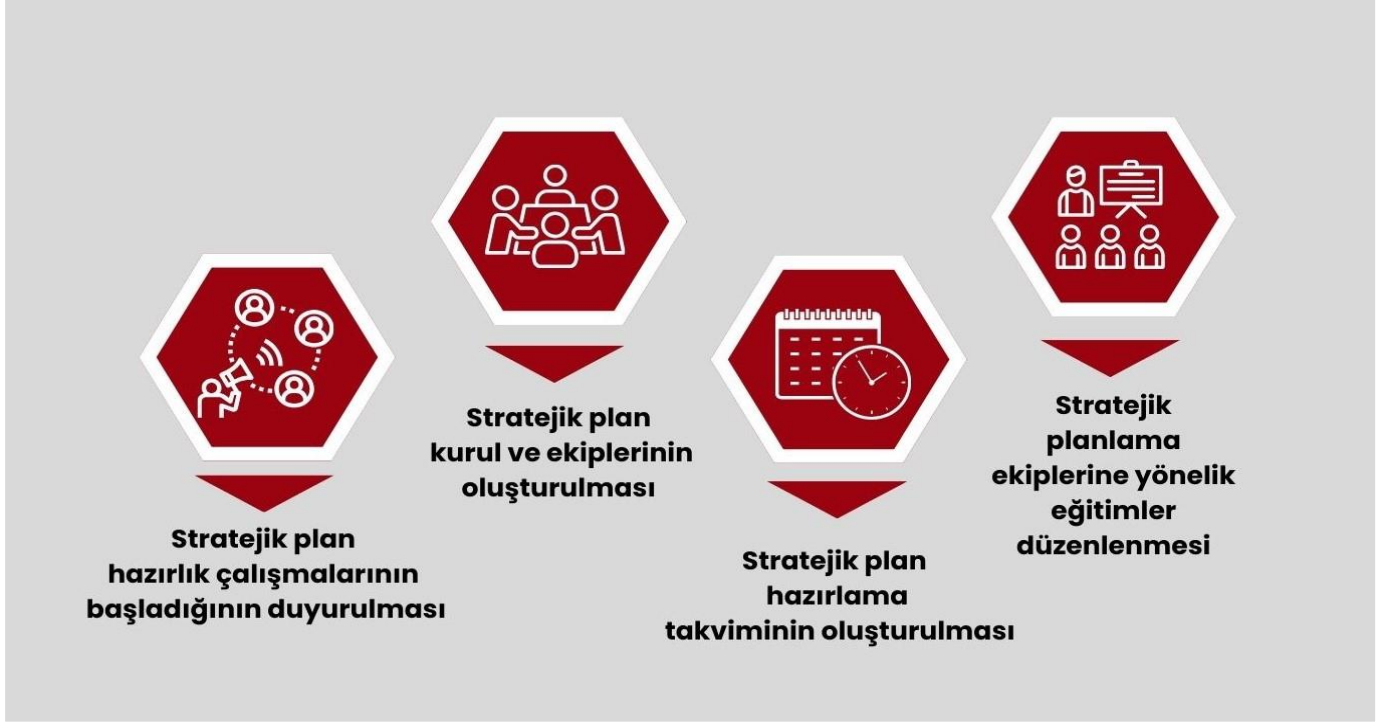 Stratejik plan
hazırlık çalışmalarının
başladığının duyurulması
Stratejik plan
kurul ve ekiplerinin
oluşturulması
Stratejik plan
hazırlama
takviminin oluşturulması
Stratejik
planlama
ekiplerine yönelik
eğitimler
düzenlenmesi